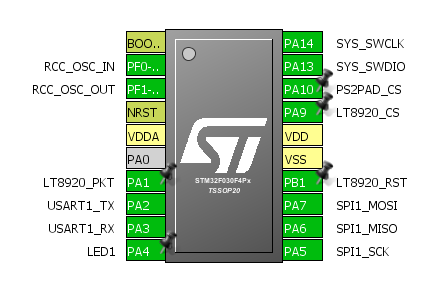 BOO.. PA14 SYS_SWCLK
RCC_OSC_IN PF0-.. PA13 SYS_SWDIO
RCC_OSC_OUT PF1-.. PA10 PS2PAD_CS
NRST PA9 LT8920_CS
VDDA VDD
PA0 VSS
LT8920_PKT PA1 PB1 LT8920_RST
USART1_TX PA2 PA7 SPI1_MOSI
USART1_RX PA3 PA6 SPI1_MISO
LED1 PA4 PA5 SPI1_SCK
ST
STM32F030F4Px
TSSOP20